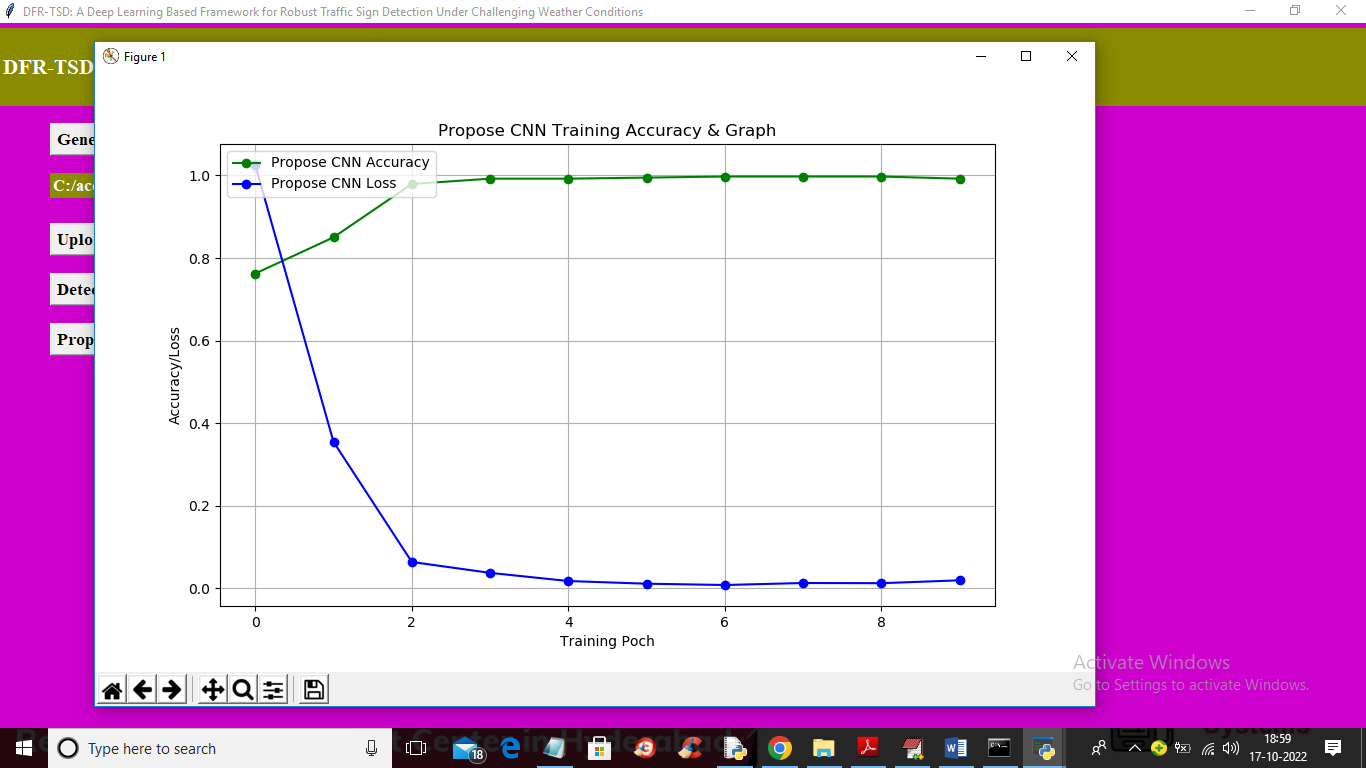 DFR-TSD: A Deep Learning Based Framework for Robust Traffic Sign Detection Under Challenging Weather Conditions
DFR-TSD
Figure 1
Gene
C:/ac
Uplo
Detec
Prop
Propose CNN Training Accuracy & Graph
Propose CNN Accuracy
Propose CNN Loss
1.0
0.8
0.6
0.4
0.2
0.0
Accuracy/Loss
0 2 4 6 8
Training Poch
Activate Windows
Go to Settings to activate Windows.
Type here to search
18
18:59
17-10-2022